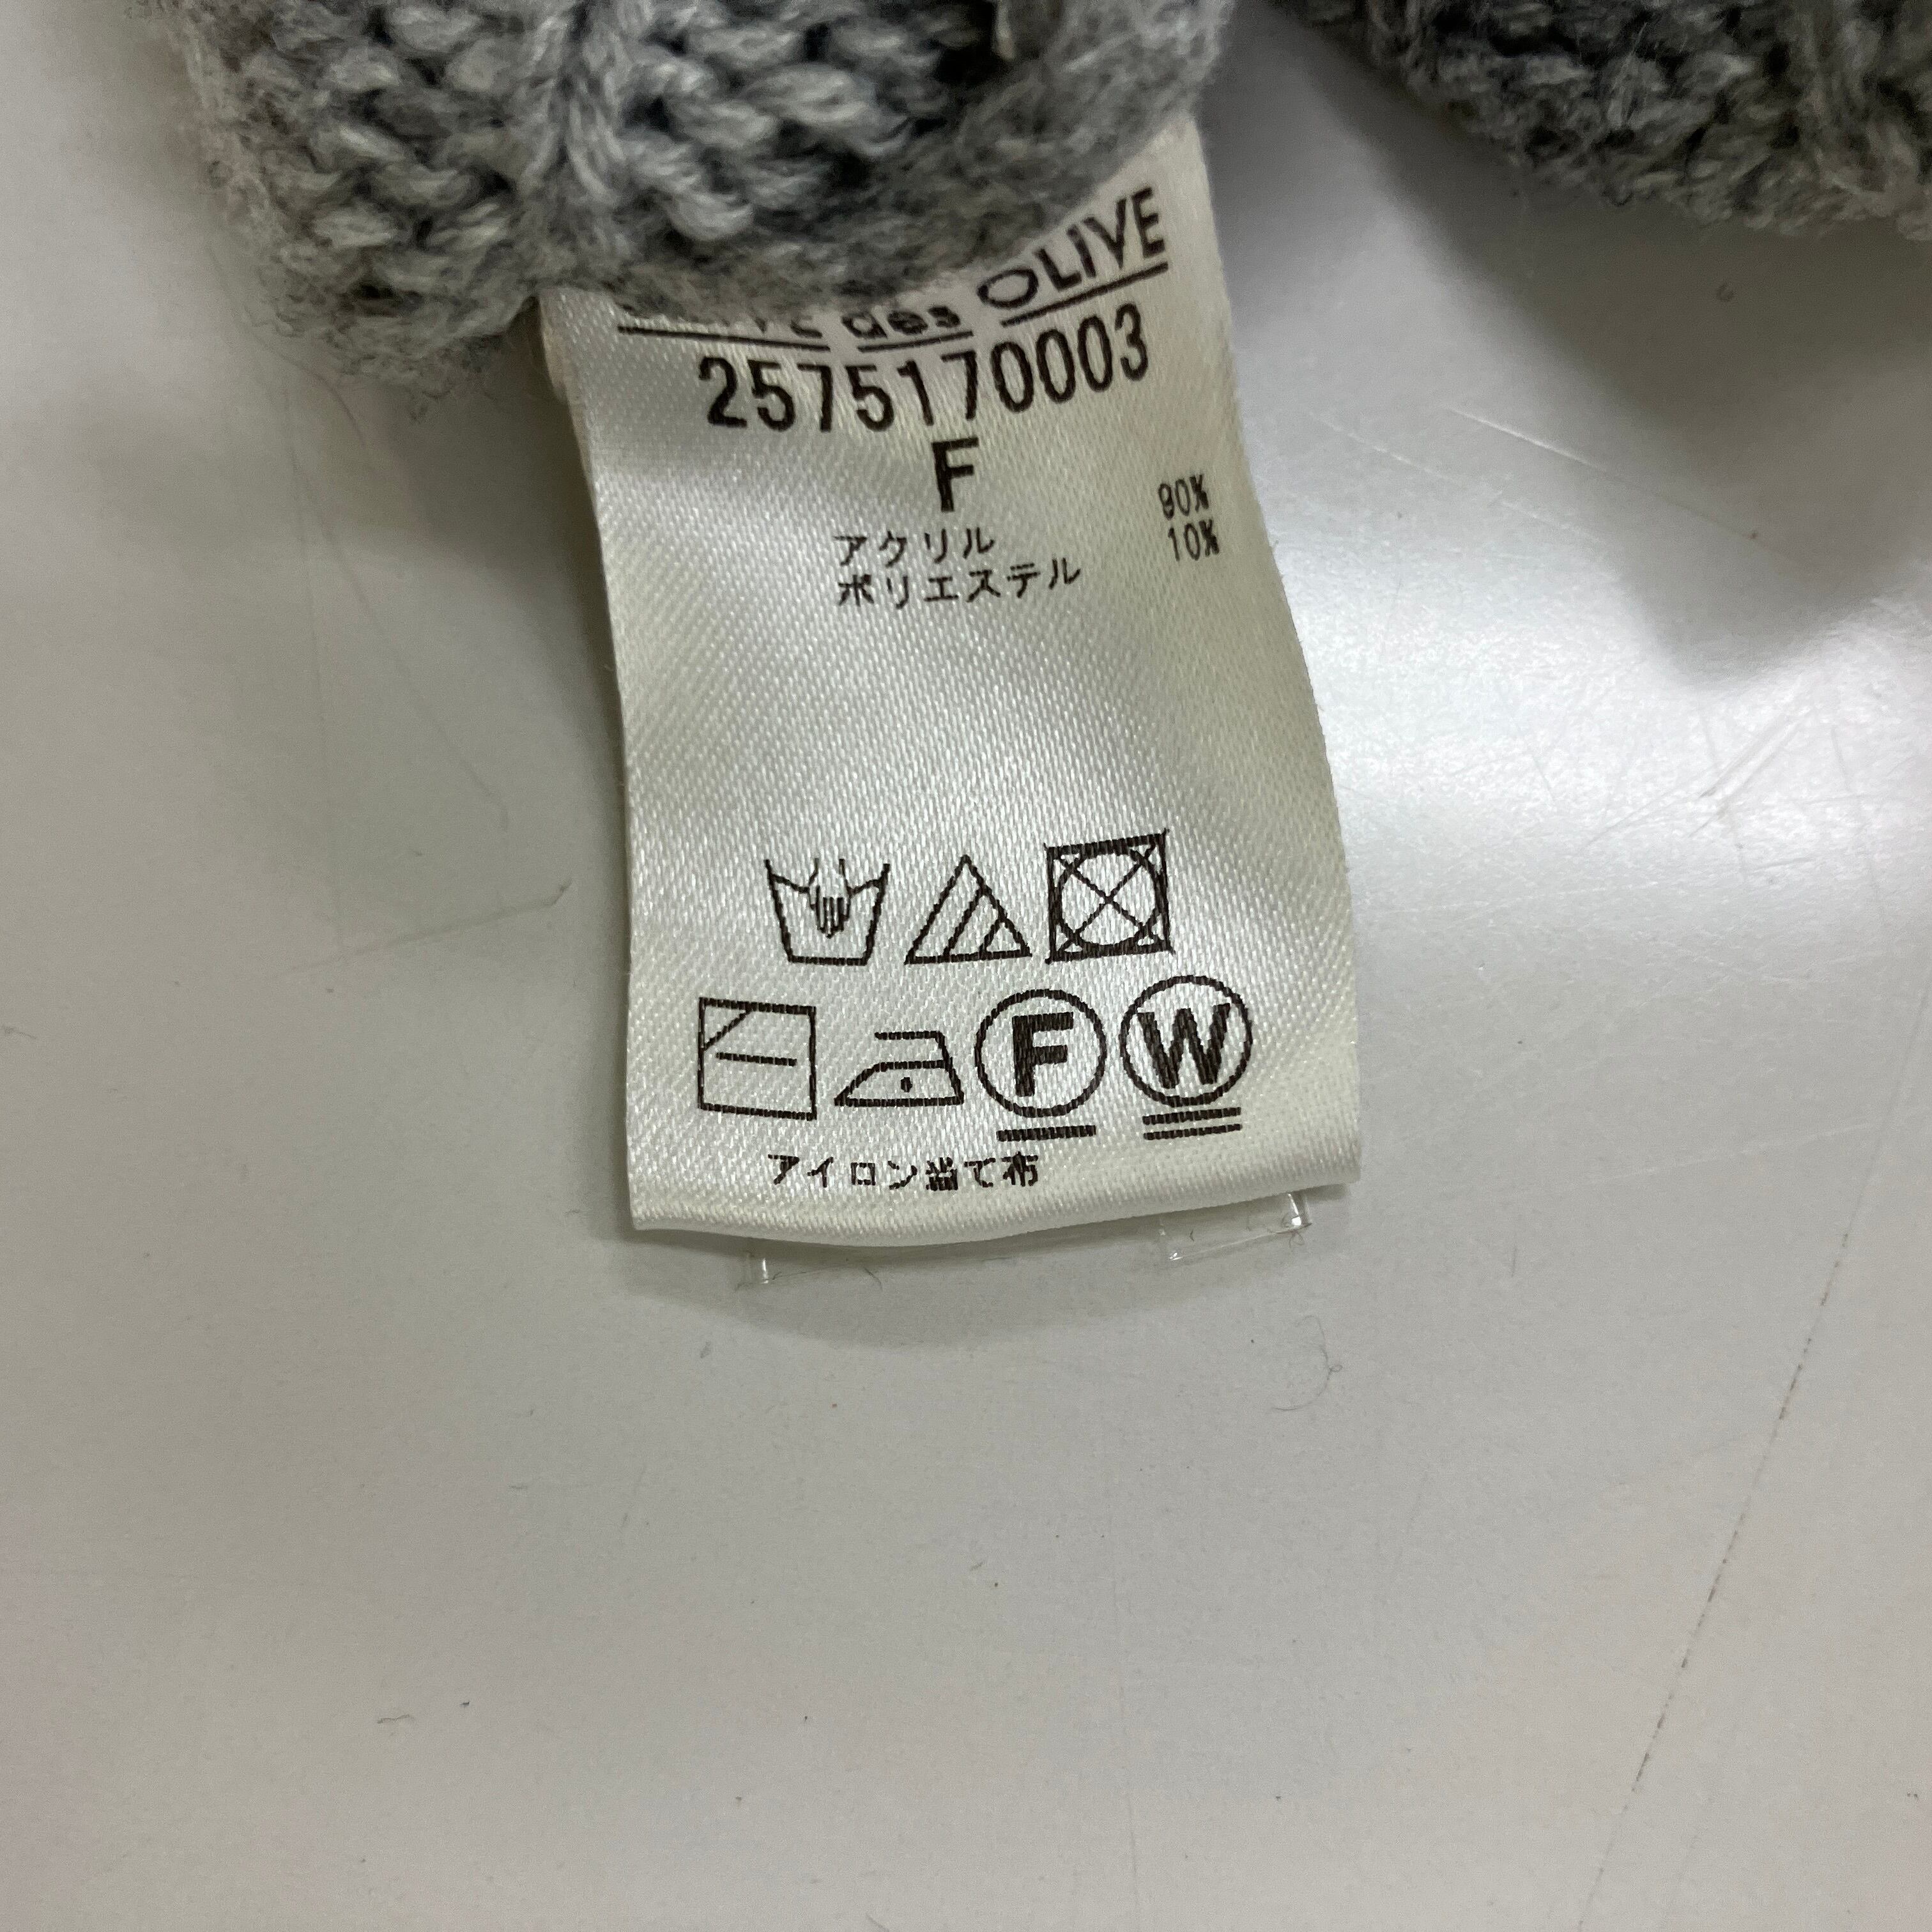 des OLIVE
2575170003
F
アクリル 90%
ポリエステル 10%
F W
アイロン当て布